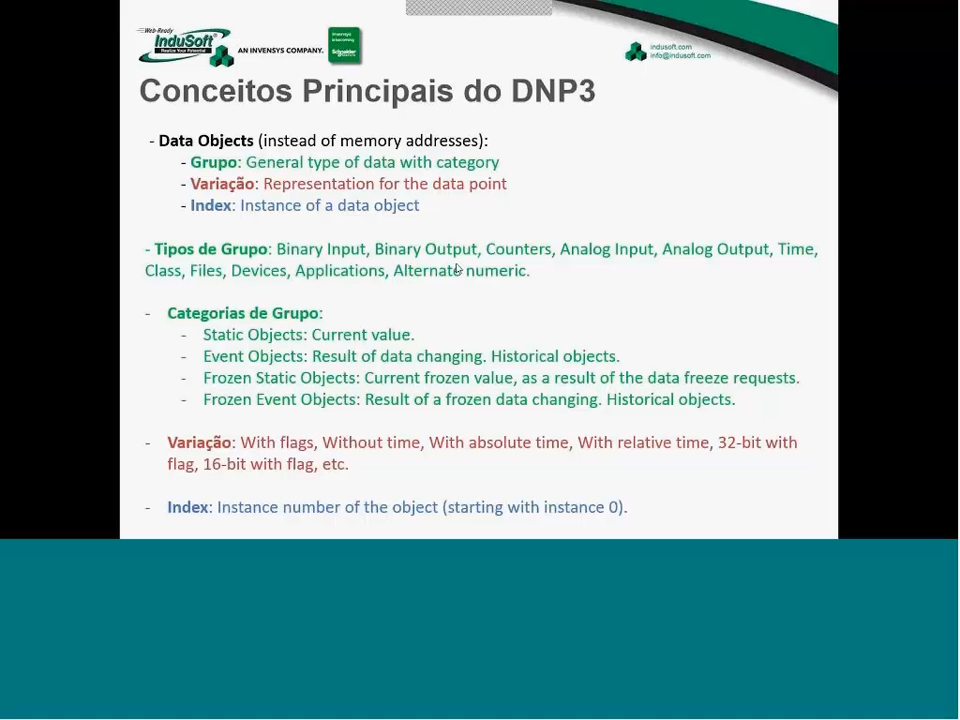 Web-Ready
InduSoft
Realize Your Potential
AN INVENSYS COMPANY.
Schneider
indusoft.com
info@indusoft.com
Conceitos Principais do DNP3
- Data Objects (instead of memory addresses):
- Grupo: General type of data with category
- Variação: Representation for the data point
- Index: Instance of a data object
- Tipos de Grupo: Binary Input, Binary Output, Counters, Analog Input, Analog Output, Time,
Class, Files, Devices, Applications, Alternate numeric.
- Categorias de Grupo:
- Static Objects: Current value.
- Event Objects: Result of data changing. Historical objects.
- Frozen Static Objects: Current frozen value, as a result of the data freeze requests.
- Frozen Event Objects: Result of a frozen data changing. Historical objects.
- Variação: With flags, Without time, With absolute time, With relative time, 32-bit with
flag, 16-bit with flag, etc.
- Index: Instance number of the object (starting with instance 0).